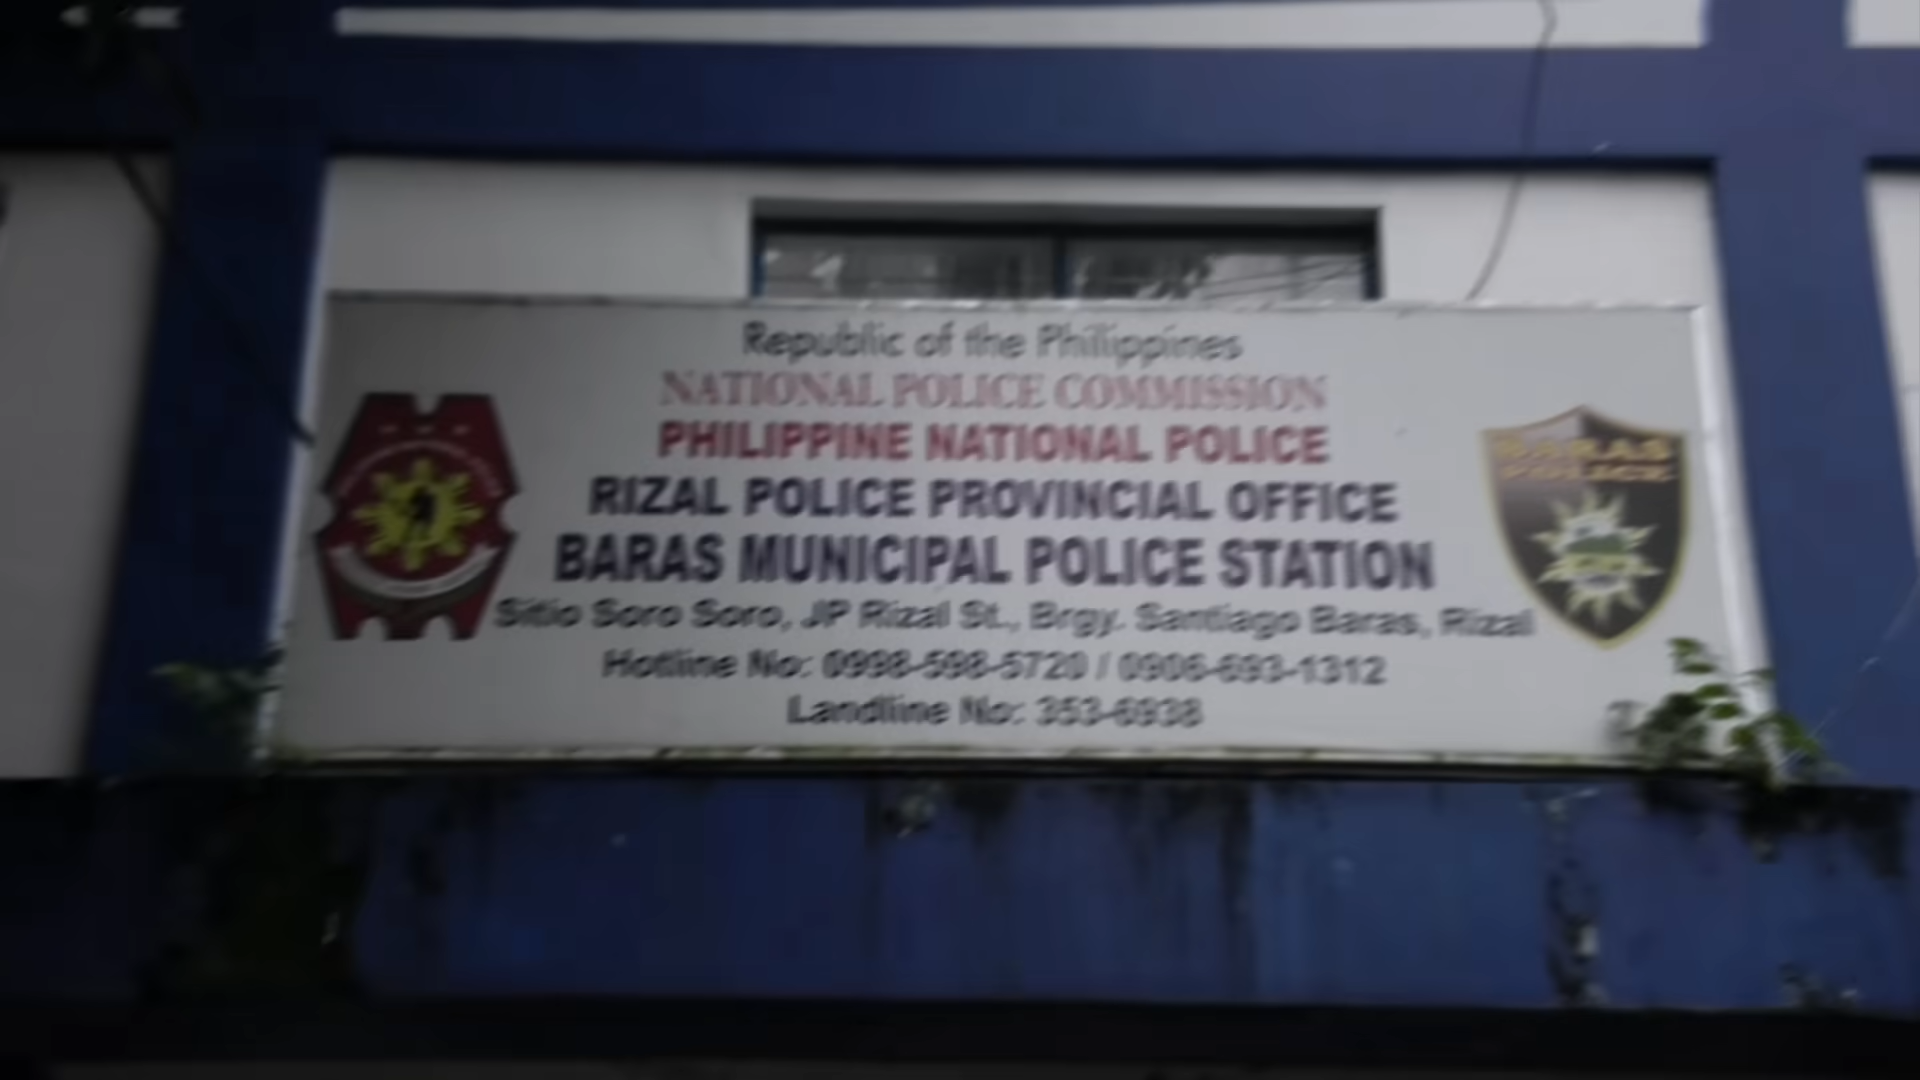 Republic of the Philippines
NATIONAL POLICE COMMISSION
PHILIPPINE NATIONAL POLICE
RIZAL POLICE PROVINCIAL OFFICE
BARAS MUNICIPAL POLICE STATION
Sitio Soro Soro, JP Rizal St., Brgy. Santiago Baras, Rizal
Hotline No: 0998-598-5720 / 0906-693-1312
Landline No: 353-6938
BARAS
POLICE